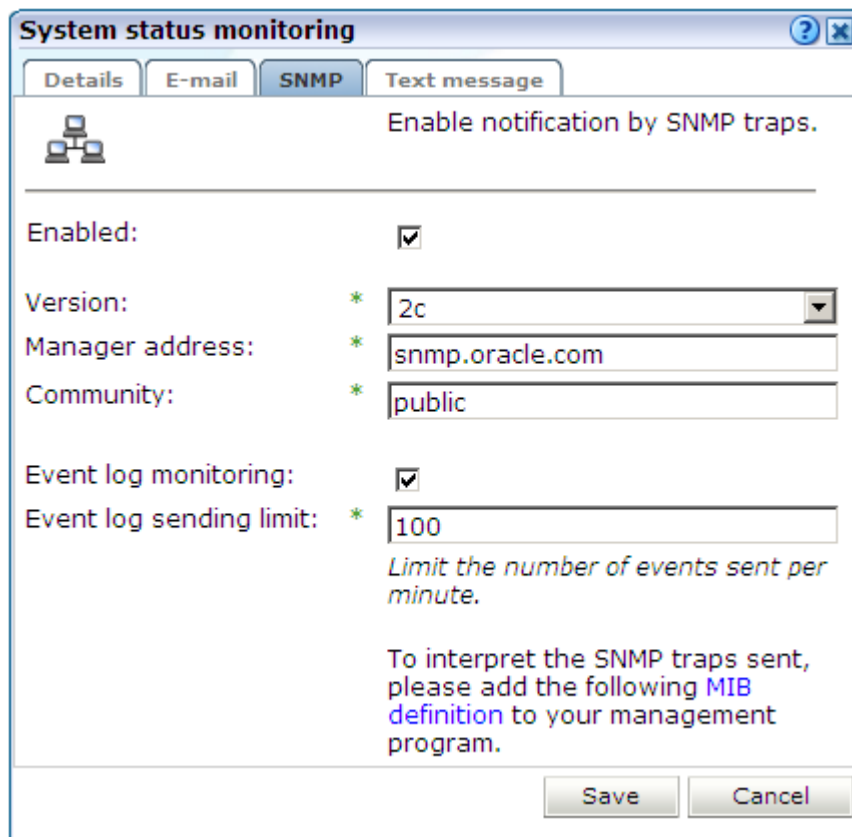 System status monitoring
Details E-mail SNMP Text message
Enable notification by SNMP traps.
Enabled:
Version: * 2c
Manager address: * snmp.oracle.com
Community: * public
Event log monitoring:
Event log sending limit: * 100
Limit the number of events sent per
minute.
To interpret the SNMP traps sent,
please add the following MIB
definition to your management
program.
Save Cancel